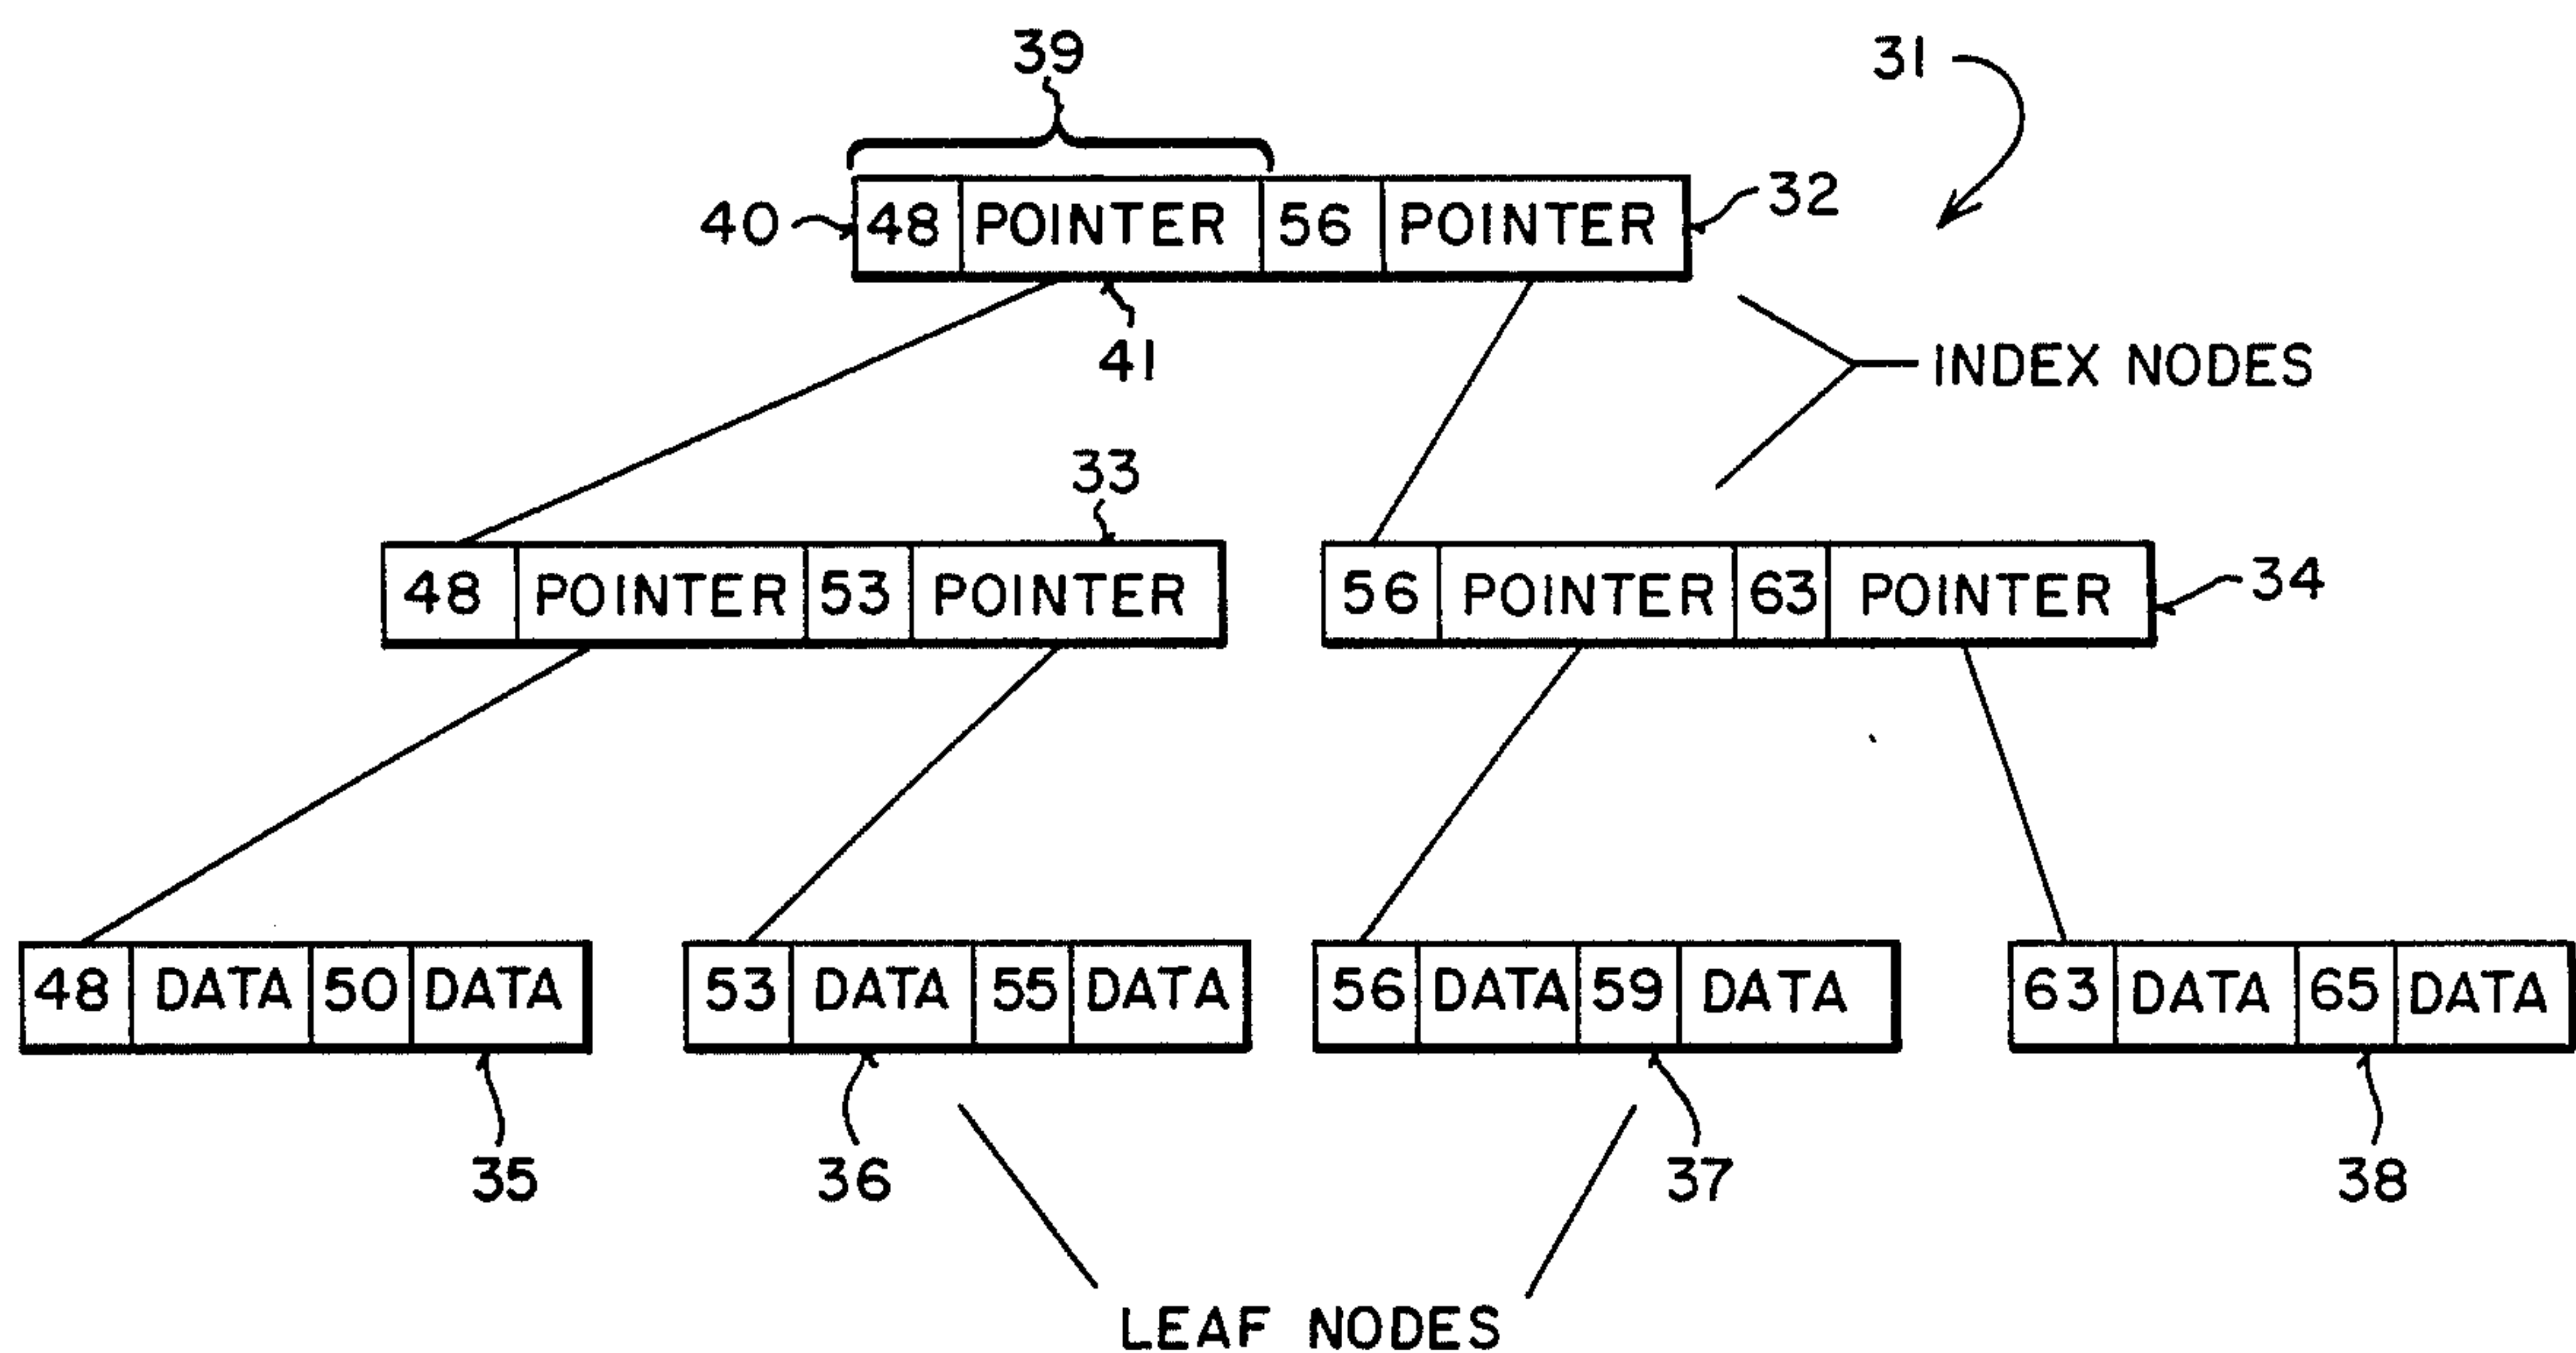 39
31
40
48 POINTER 56 POINTER
32
41
INDEX NODES
33
48 POINTER 53 POINTER
56 POINTER 63 POINTER
34
48 DATA 50 DATA
53 DATA 55 DATA
56 DATA 59 DATA
63 DATA 65 DATA
35
36
37
38
LEAF NODES